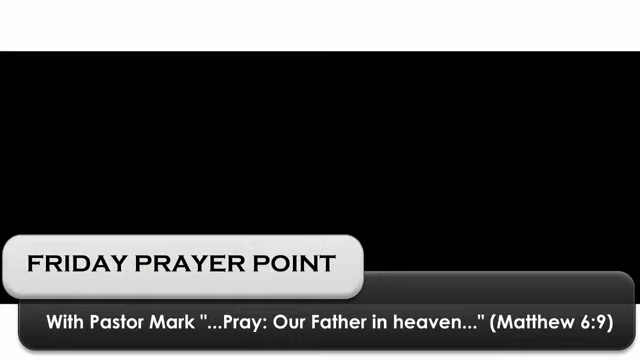 FRIDAY PRAYER POINT
With Pastor Mark "...Pray: Our Father in heaven..." (Matthew 6:9)